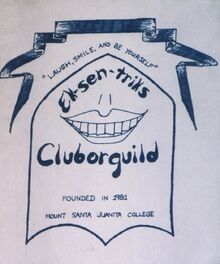 "LAUGH, SMILE, AND BE YOURSELF"
Ek-sen-triks
Cluborguild
FOUNDED IN 1981
MOUNT SANTA JUANITA COLLEGE